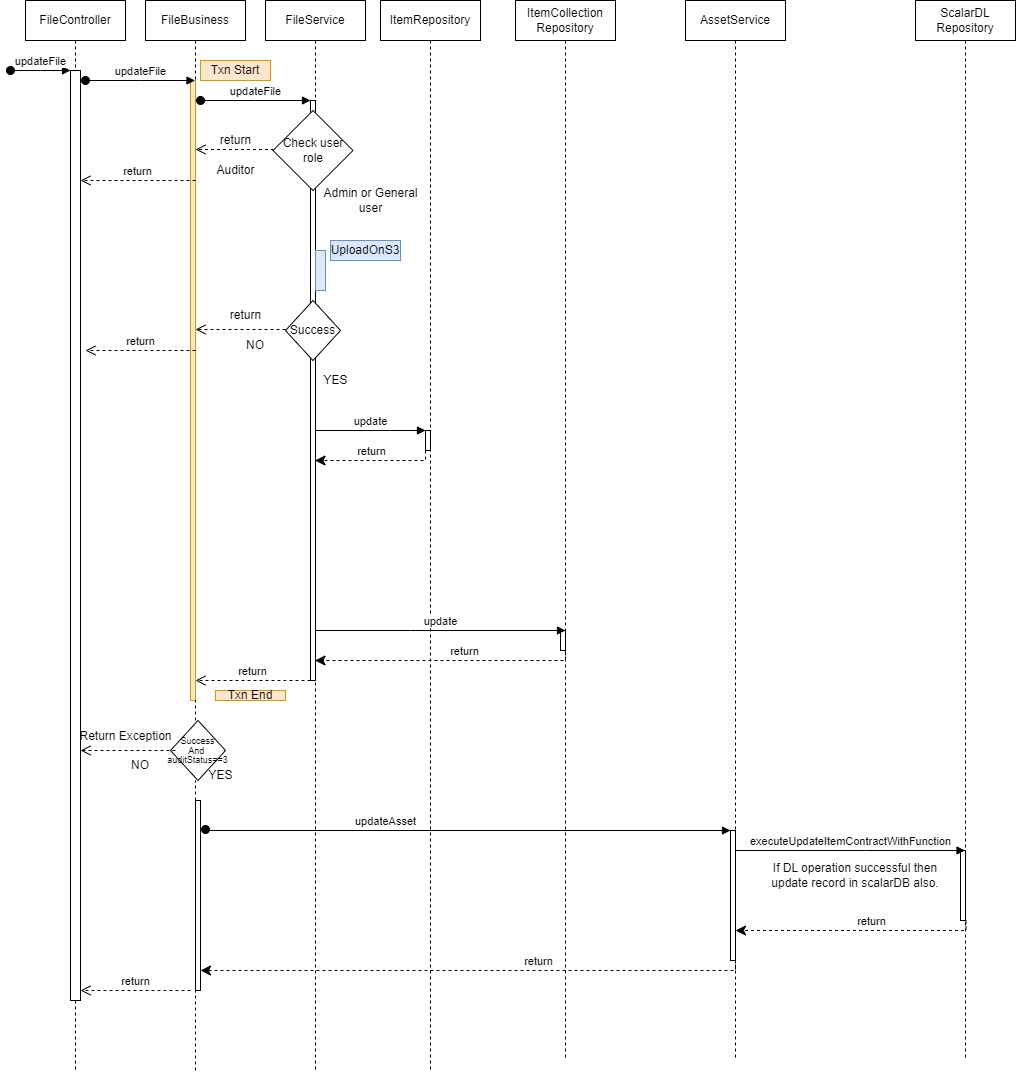 FileController
FileBusiness
FileService
ItemRepository
ItemCollection
Repository
AssetService
ScalarDL
Repository
updateFile
updateFile
Txn Start
updateFile
return
Check user
role
Auditor
return
Admin or General
user
UploadOnS3
return
Success
NO
return
YES
update
return
update
return
return
Txn End
Return Exception
Success
And
auditStatus==3
NO
YES
updateAsset
executeUpdateItemContractWithFunction
If DL operation successful then
update record in scalarDB also.
return
return
return